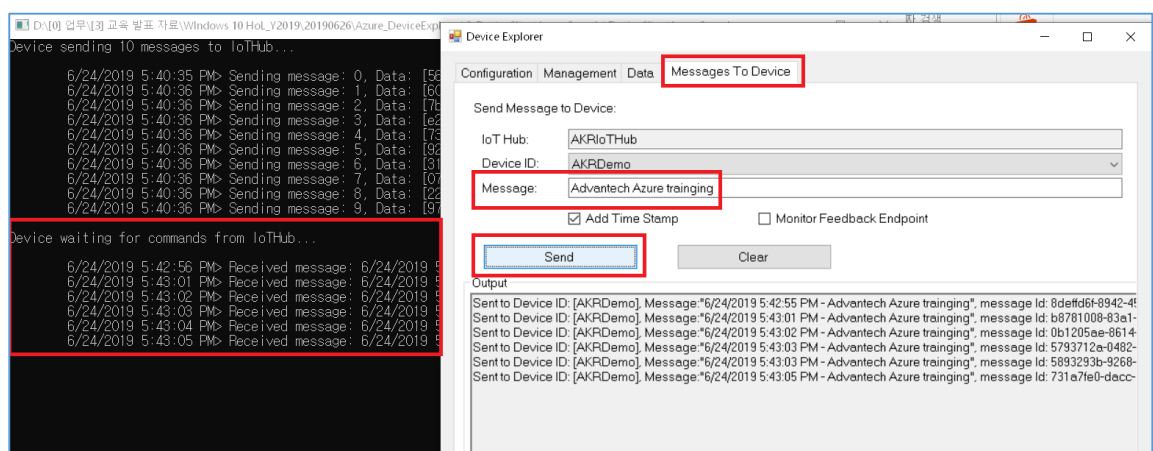 D:\[0] 업무\[3] 교육 발표 자료\Windows 10 HoL_Y2019\20190626\Azure_DeviceExpl
Device sending 10 messages to IoTHub...
6/24/2019 5:40:35 PM> Sending message: 0, Data: [56
6/24/2019 5:40:36 PM> Sending message: 1, Data: [60
6/24/2019 5:40:36 PM> Sending message: 2, Data: [7b
6/24/2019 5:40:36 PM> Sending message: 3, Data: [e2
6/24/2019 5:40:36 PM> Sending message: 4, Data: [73
6/24/2019 5:40:36 PM> Sending message: 5, Data: [92
6/24/2019 5:40:36 PM> Sending message: 6, Data: [31
6/24/2019 5:40:36 PM> Sending message: 7, Data: [07
6/24/2019 5:40:36 PM> Sending message: 8, Data: [22
6/24/2019 5:40:36 PM> Sending message: 9, Data: [97
Device waiting for commands from IoTHub...
6/24/2019 5:42:56 PM> Received message: 6/24/2019 5
6/24/2019 5:43:01 PM> Received message: 6/24/2019 5
6/24/2019 5:43:02 PM> Received message: 6/24/2019 5
6/24/2019 5:43:03 PM> Received message: 6/24/2019 5
6/24/2019 5:43:04 PM> Received message: 6/24/2019 5
6/24/2019 5:43:05 PM> Received message: 6/24/2019 5
Device Explorer
Configuration Management Data Messages To Device
Send Message to Device:
IoT Hub: AKRIoTHub
Device ID: AKRDemo
Message: Advantech Azure trainging
Add Time Stamp Monitor Feedback Endpoint
Send Clear
Output
Sent to Device ID: [AKRDemo], Message:"6/24/2019 5:42:55 PM - Advantech Azure trainging", message Id: 8deffd6f-8942-45
Sent to Device ID: [AKRDemo], Message:"6/24/2019 5:43:01 PM - Advantech Azure trainging", message Id: b8781008-83a1-
Sent to Device ID: [AKRDemo], Message:"6/24/2019 5:43:02 PM - Advantech Azure trainging", message Id: 0b1205ae-8614-
Sent to Device ID: [AKRDemo], Message:"6/24/2019 5:43:03 PM - Advantech Azure trainging", message Id: 5793712a-0482-
Sent to Device ID: [AKRDemo], Message:"6/24/2019 5:43:03 PM - Advantech Azure trainging", message Id: 5893293b-9268-
Sent to Device ID: [AKRDemo], Message:"6/24/2019 5:43:05 PM - Advantech Azure trainging", message Id: 731a7fe0-dacc-